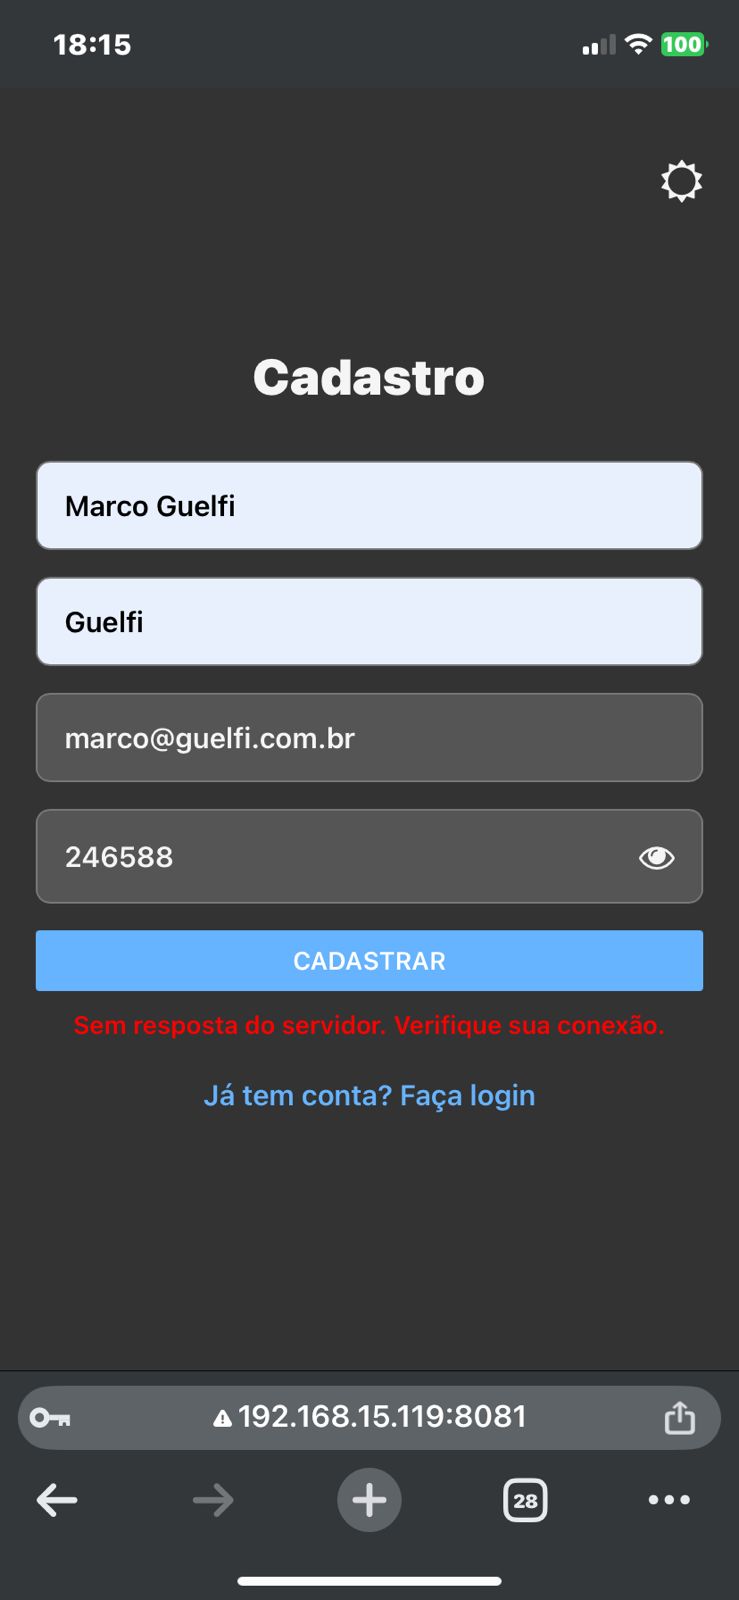 18:15
100
Cadastro
Marco Guelfi
Guelfi
marco@guelfi.com.br
246588
CADASTRAR
Sem resposta do servidor. Verifique sua conexão.
Já tem conta? Faça login
192.168.15.119:8081
28